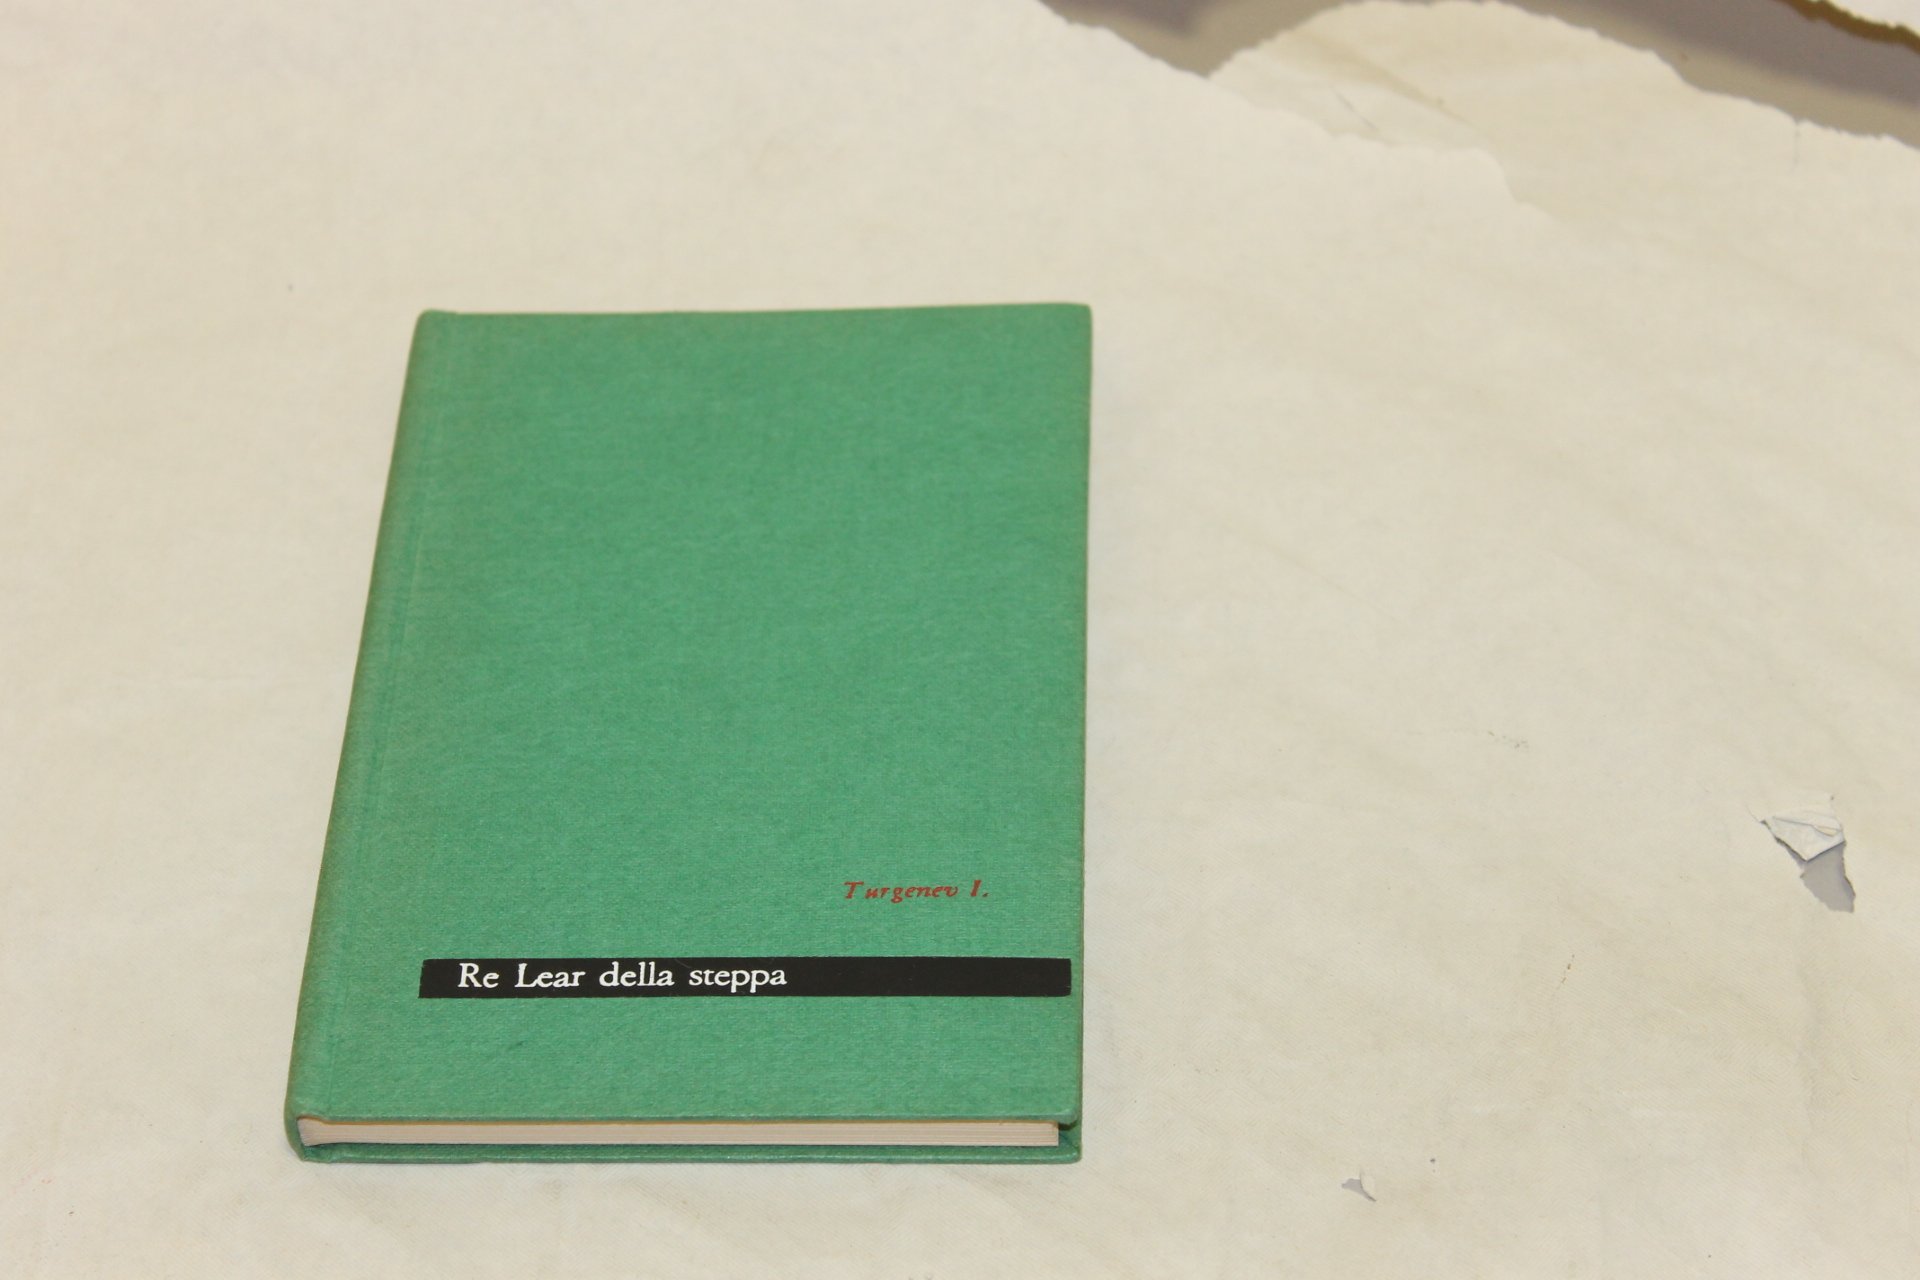 Turgenev I.
Re Lear della steppa